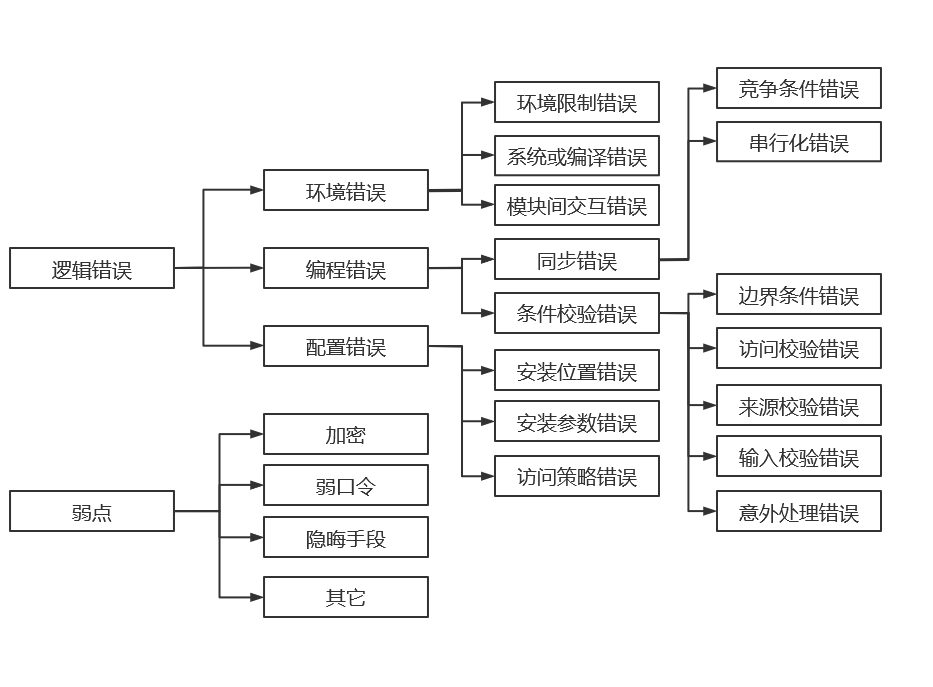 逻辑错误
环境错误
环境限制错误
系统或编译错误
模块间交互错误
编程错误
同步错误
竞争条件错误
串行化错误
条件校验错误
边界条件错误
访问校验错误
来源校验错误
输入校验错误
意外处理错误
配置错误
安装位置错误
安装参数错误
访问策略错误
弱点
加密
弱口令
隐晦手段
其它